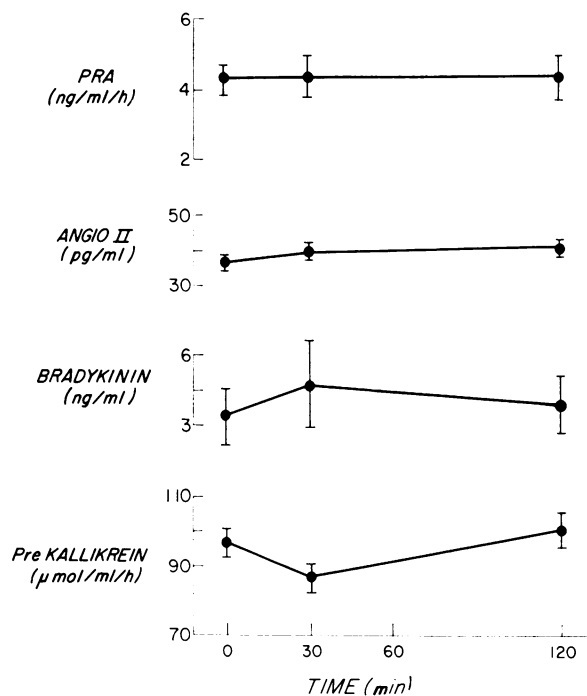 6
PRA
(ng/ml/h)
4
2
50
ANGIO II
(pg/ml)
30
6
BRADYKININ
(ng/ml)
3
110
Pre KALLIKREIN
(μmol/ml/h)
90
70
0 30 60 120
TIME (min)